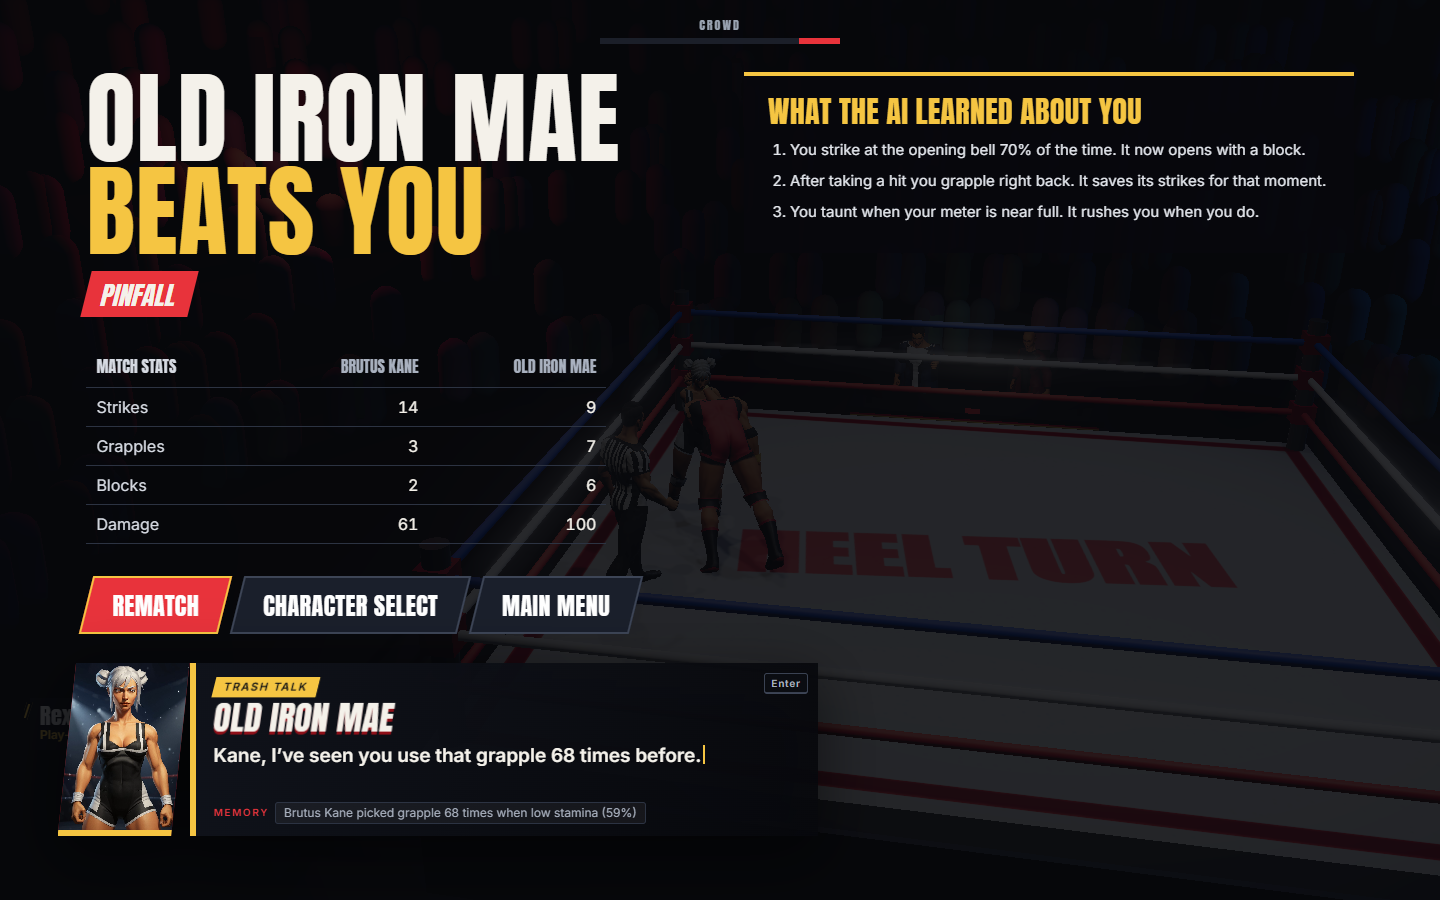 CROWD
OLD IRON MAE
BEATS YOU
PINFALL
WHAT THE AI LEARNED ABOUT YOU
1. You strike at the opening bell 70% of the time. It now opens with a block.
2. After taking a hit you grapple right back. It saves its strikes for that moment.
3. You taunt when your meter is near full. It rushes you when you do.
MATCH STATS BRUTUS KANE OLD IRON MAE
Strikes 14 9
Grapples 3 7
Blocks 2 6
Damage 61 100
HEEL TURN
REMATCH CHARACTER SELECT MAIN MENU
TRASH TALK
Enter
OLD IRON MAE
Kane, I've seen you use that grapple 68 times before.
MEMORY Brutus Kane picked grapple 68 times when low stamina (59%)
/ Rex
Play-